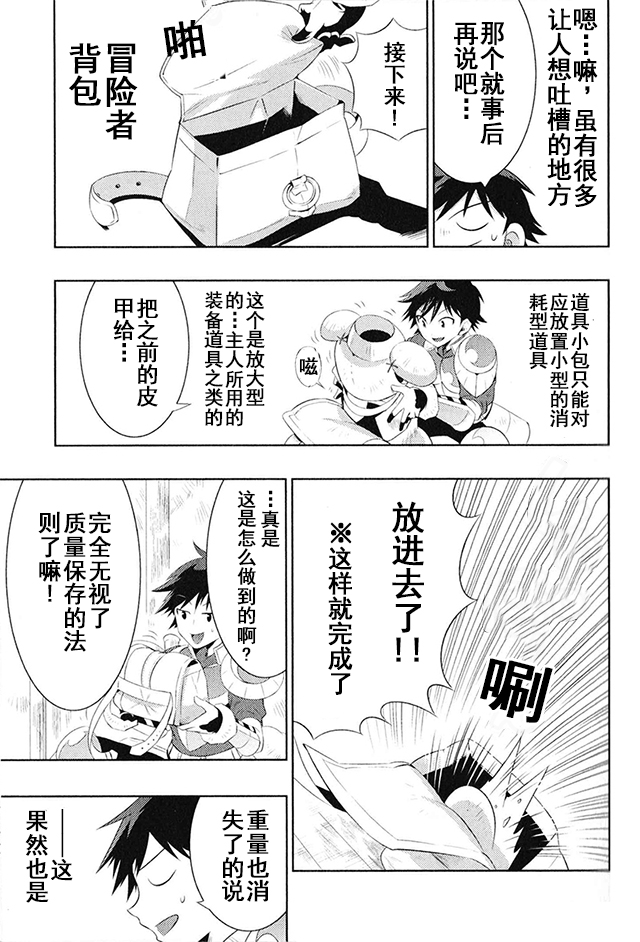 嗯…嘛，虽有很多
让人想吐槽的地方
那个就事后
再说吧…
接下来！
啪
冒险者
背包
道具小包只能对
应放置小型的消
耗型道具
嗞
这个是放大型
的…主人所用的
装备道具之类的
把之前的皮
甲给…
放进去了！！
※这样就完成了
唰
…真是
这是怎么做到的啊？
完全无视了
质量保存的法
则了嘛！
重量也消
失了的说
——这
果然也是